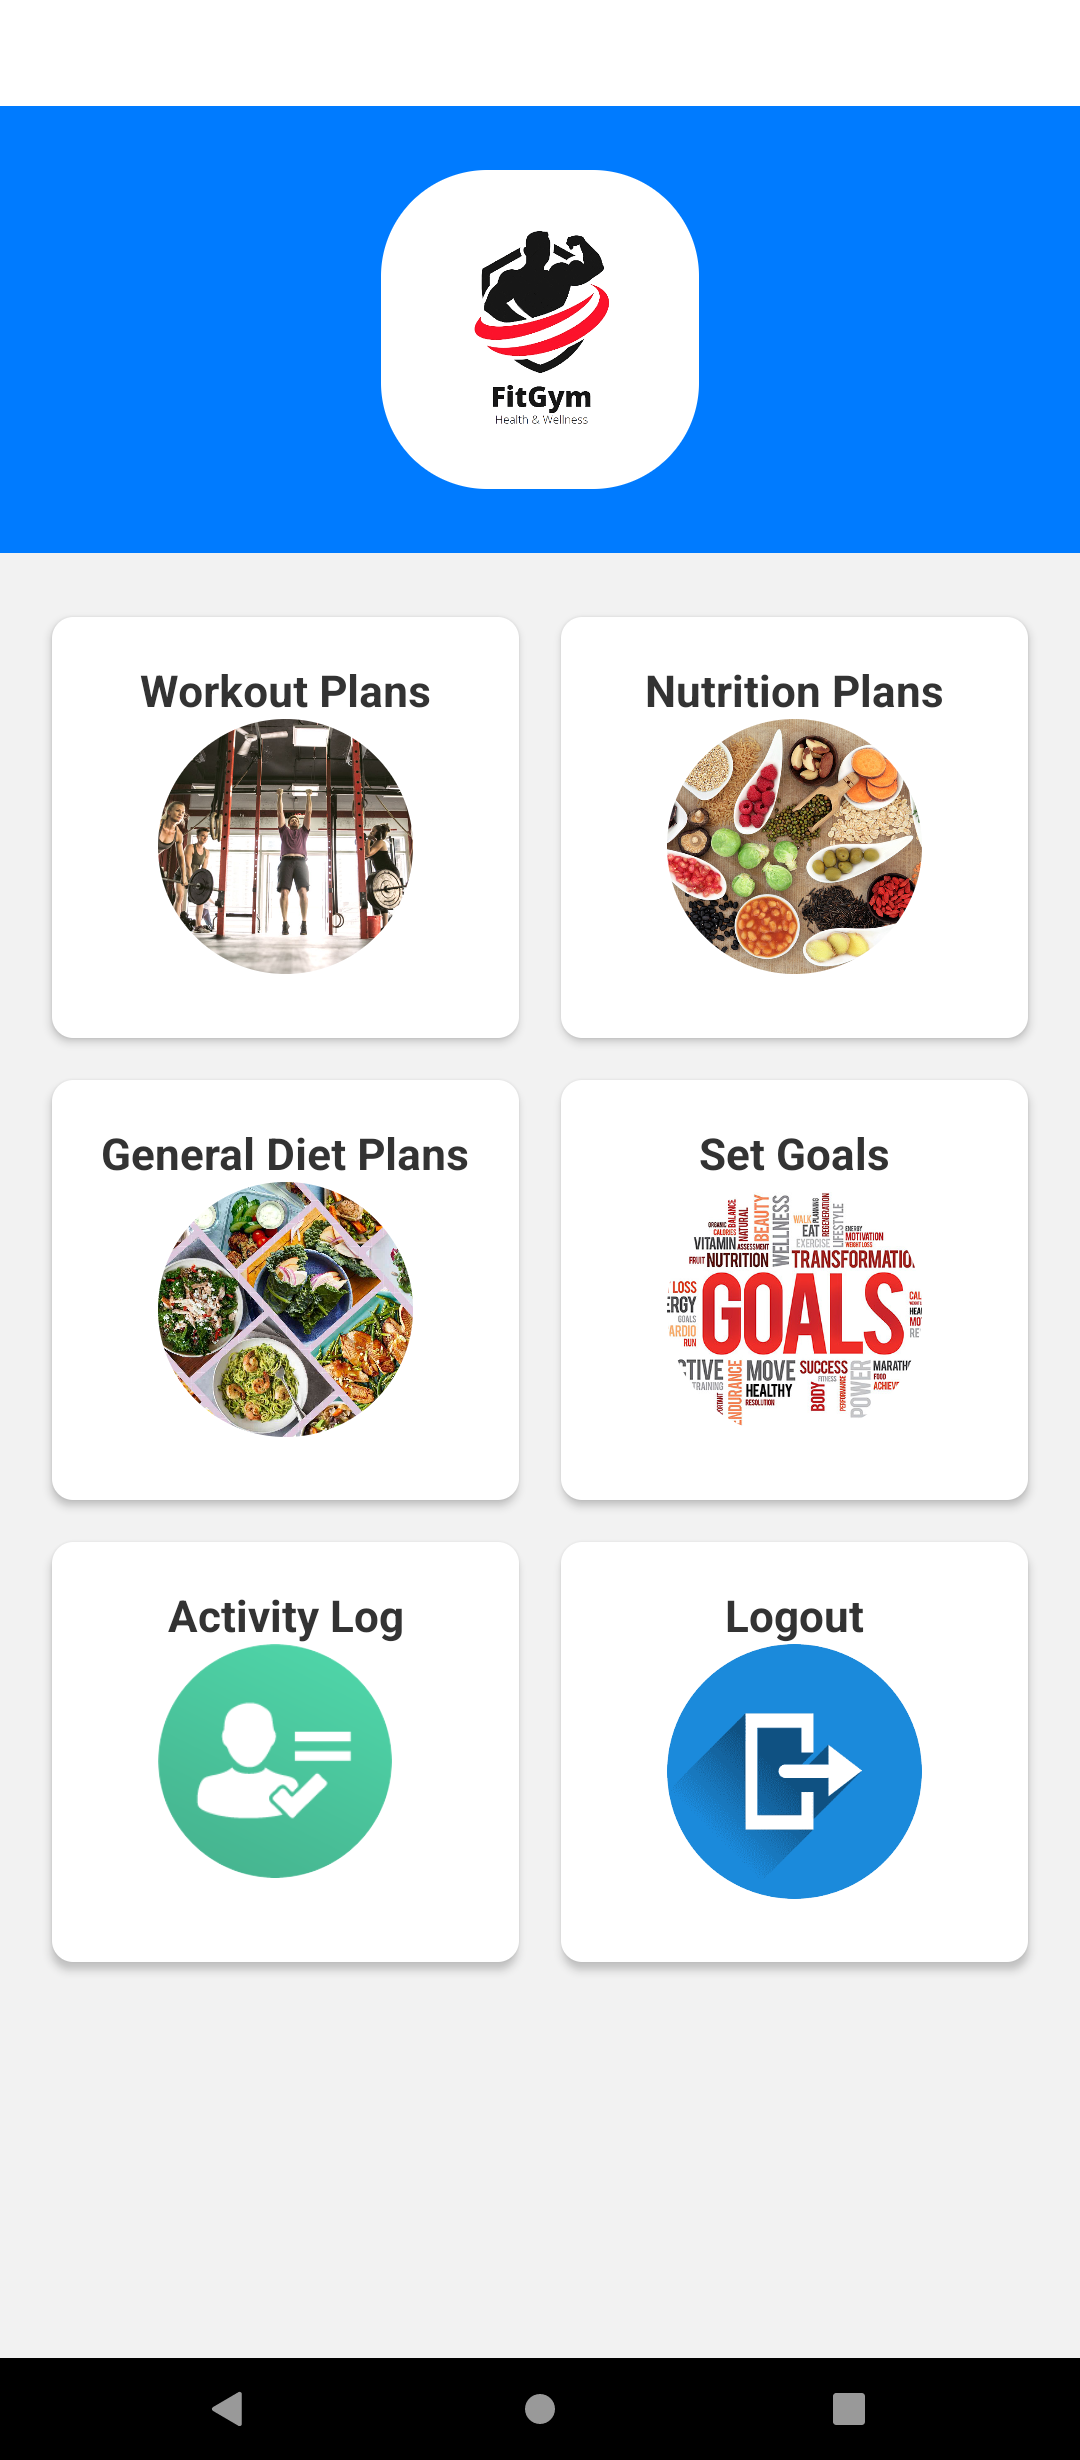 FitGym
Health & Wellness
Workout Plans
Nutrition Plans
General Diet Plans
Set Goals
ORGANIC
CALORIES
BALANCE
NATURAL
BEAUTY
WELLNESS
WALK
PLANNING
EAT
REGENERATION
EXERCISE
LIFESTYLE
ENERGY
MOTIVATION
WEIGHT LOSS
VITAMIN
ASSESSMENT
FRUIT
NUTRITION
TRANSFORMATIO
LOSS
ERGY
GOALS
ARDIO
RUN
GOALS
CAL
HEA
MO
RE
CTIVE
TRAINING
NDURANCE
MOVE
HEALTHY
RESOLUTION
SUCCESS
FITNESS
BODY
PERFORMANCE
POWER
MARATH
FOOD
ACHIEV
Activity Log
Logout